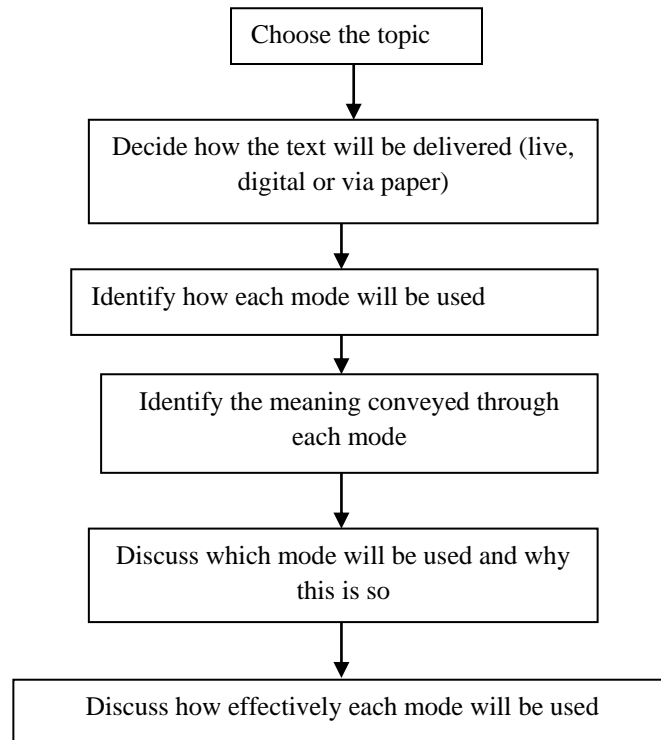 Choose the topic
Decide how the text will be delivered (live,
digital or via paper)
Identify how each mode will be used
Identify the meaning conveyed through
each mode
Discuss which mode will be used and why
this is so
Discuss how effectively each mode will be used